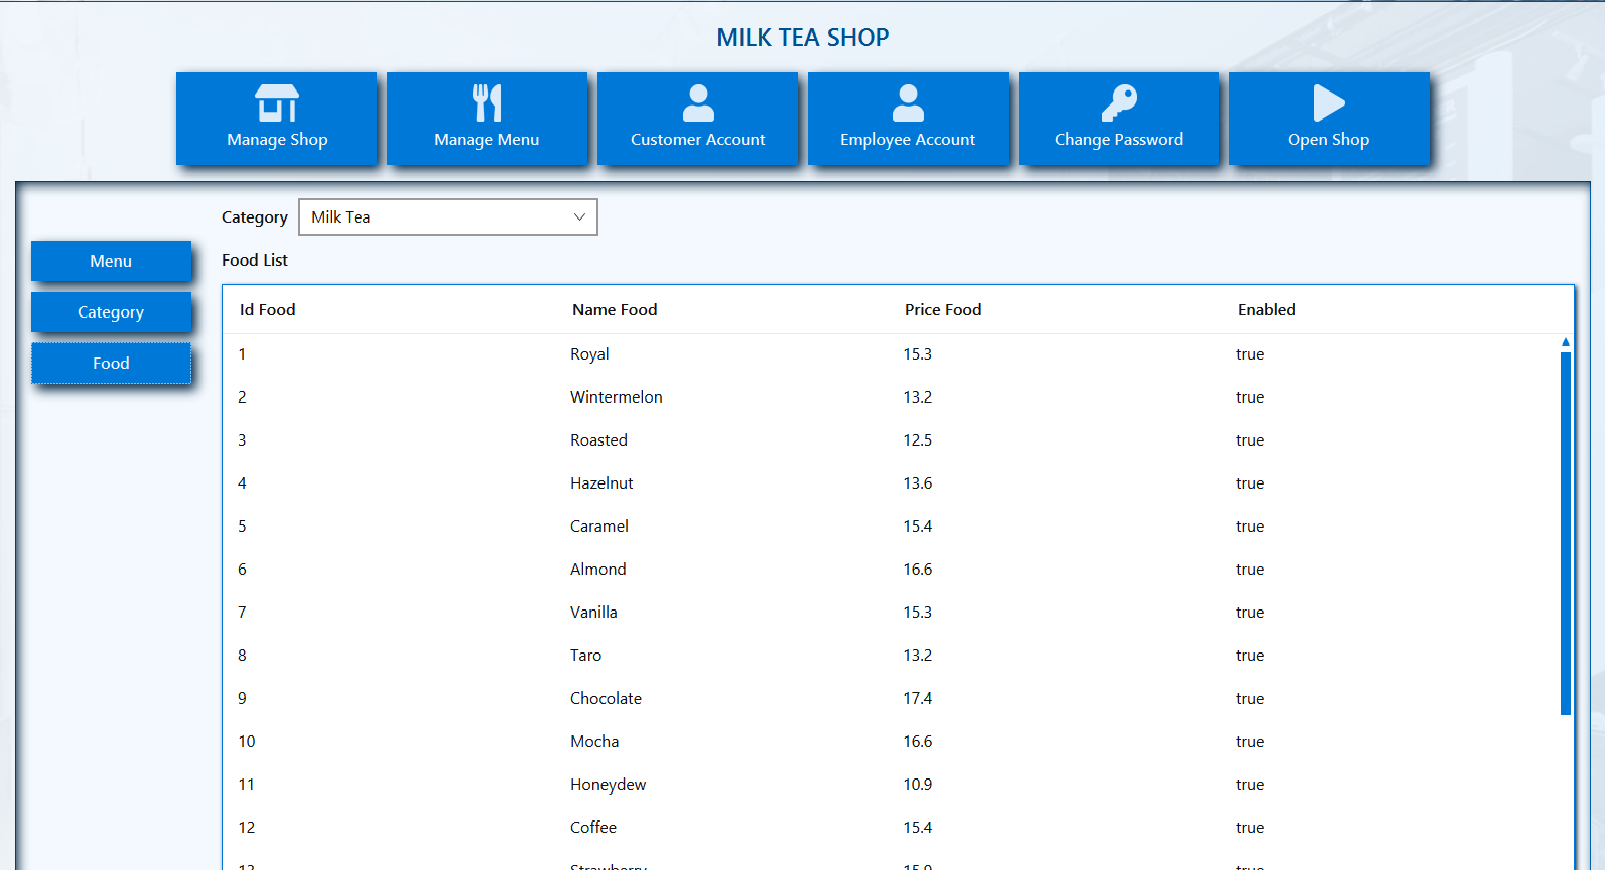 MILK TEA SHOP
Manage Shop
Manage Menu
Customer Account
Employee Account
Change Password
Open Shop
Category Milk Tea
Menu
Category
Food
Food List
Id Food Name Food Price Food Enabled
1 Royal 15.3 true
2 Wintermelon 13.2 true
3 Roasted 12.5 true
4 Hazelnut 13.6 true
5 Caramel 15.4 true
6 Almond 16.6 true
7 Vanilla 15.3 true
8 Taro 13.2 true
9 Chocolate 17.4 true
10 Mocha 16.6 true
11 Honeydew 10.9 true
12 Coffee 15.4 true
13 Strawberry true